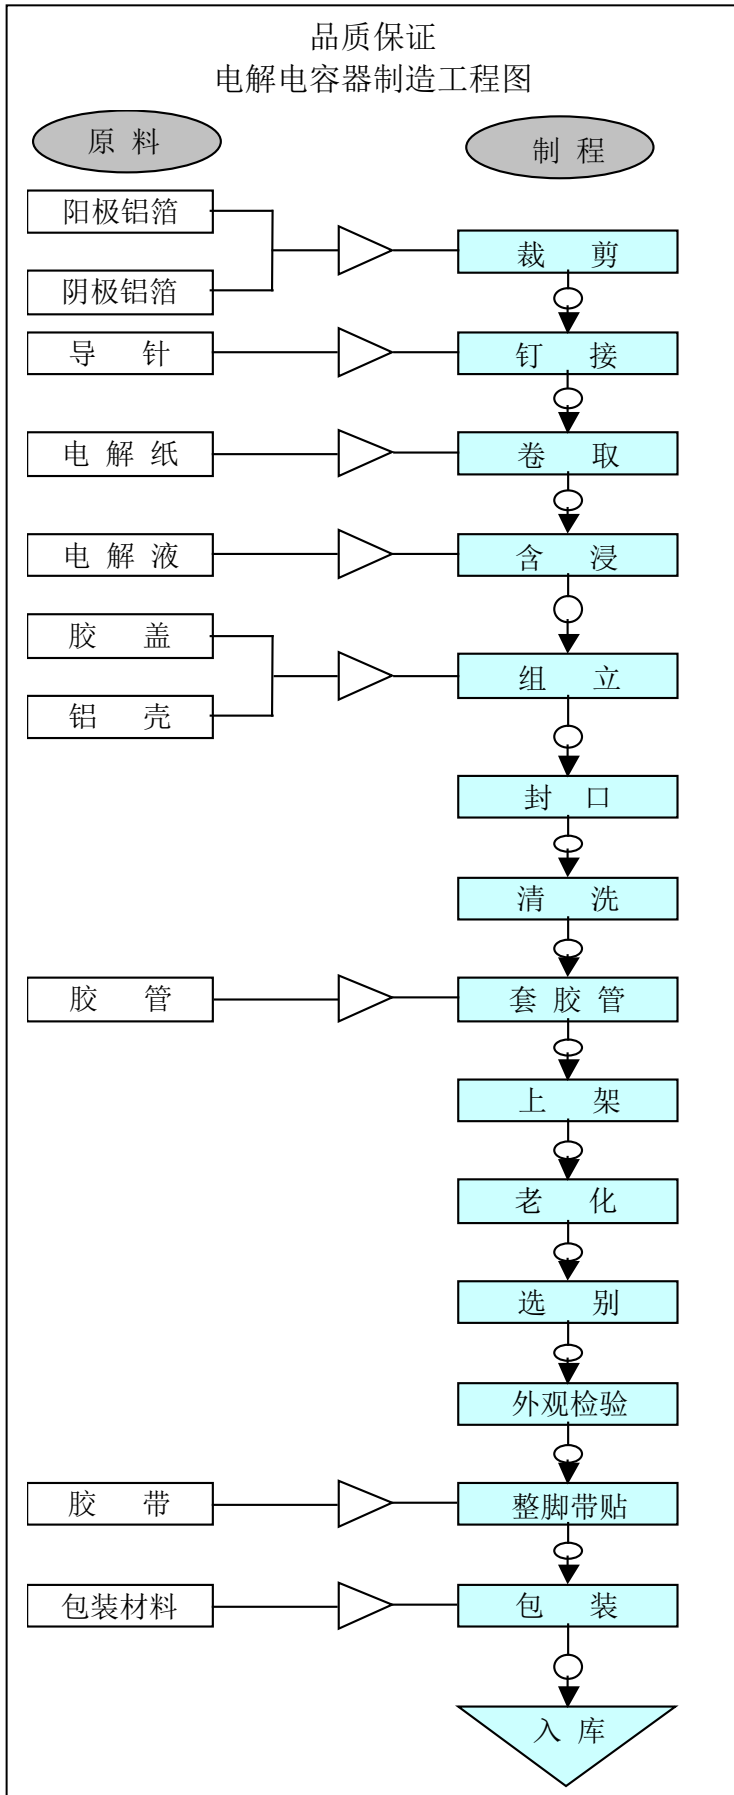 品质保证
电解电容器制造工程图
原 料
制 程
阳极铝箔
阴极铝箔
裁 剪
导 针
钉 接
电 解 纸
卷 取
电 解 液
含 浸
胶 盖
铝 壳
组 立
封 口
清 洗
胶 管
套 胶 管
上 架
老 化
选 别
外观检验
胶 带
整脚带贴
包装材料
包 装
入 库